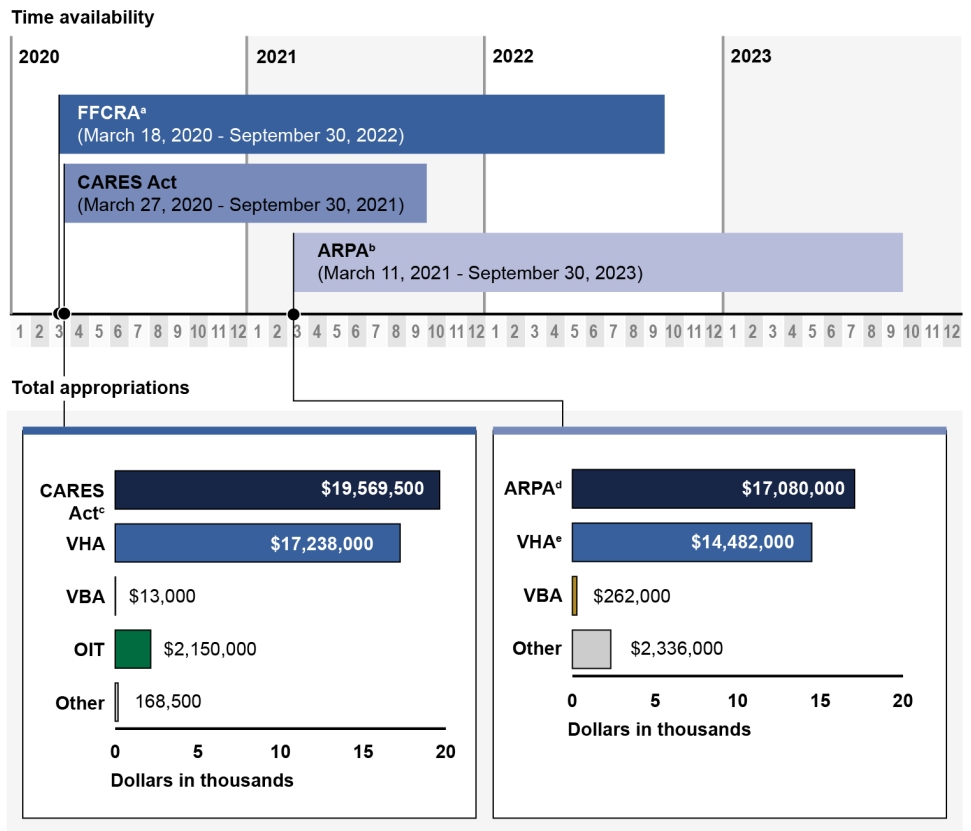 Time availability
2020 2021 2022 2023
FFCRAᵃ
(March 18, 2020 - September 30, 2022)
CARES Act
(March 27, 2020 - September 30, 2021)
ARPAᵇ
(March 11, 2021 - September 30, 2023)
1 2 3 4 5 6 7 8 9 10 11 12 1 2 3 4 5 6 7 8 9 10 11 12 1 2 3 4 5 6 7 8 9 10 11 12 1 2 3 4 5 6 7 8 9 10 11 12
Total appropriations
CARES
Actᶜ
$19,569,500
VHA $17,238,000
VBA $13,000
OIT $2,150,000
Other 168,500
0 5 10 15 20
Dollars in thousands
ARPAᵈ $17,080,000
VHAᵉ $14,482,000
VBA $262,000
Other $2,336,000
0 5 10 15 20
Dollars in thousands